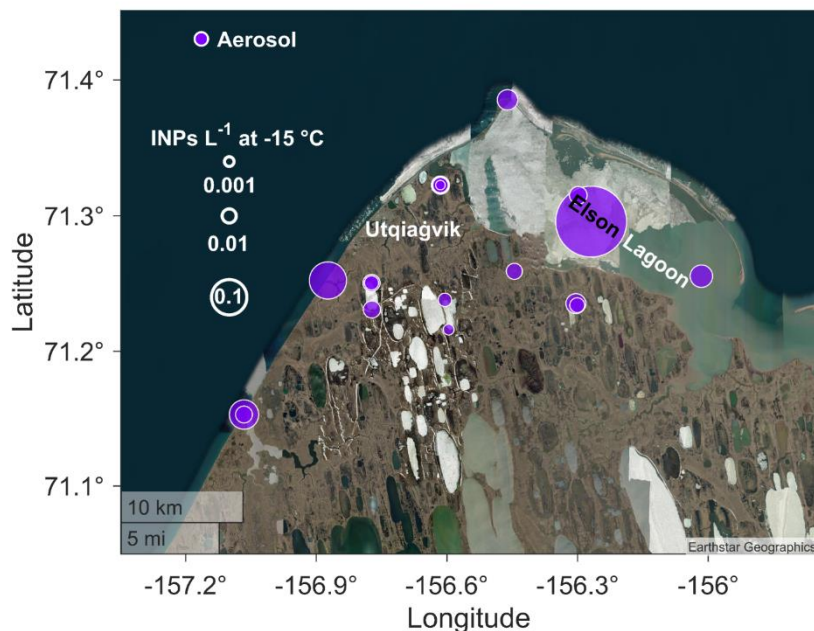 Aerosol
71.4°
INPs L⁻¹ at -15 °C
0.001
71.3°
0.01
Utqiaġvik
Elson Lagoon
0.1
Latitude
71.2°
71.1°
10 km
5 mi
Earthstar Geographics
-157.2°
-156.9°
-156.6°
-156.3°
-156°
Longitude